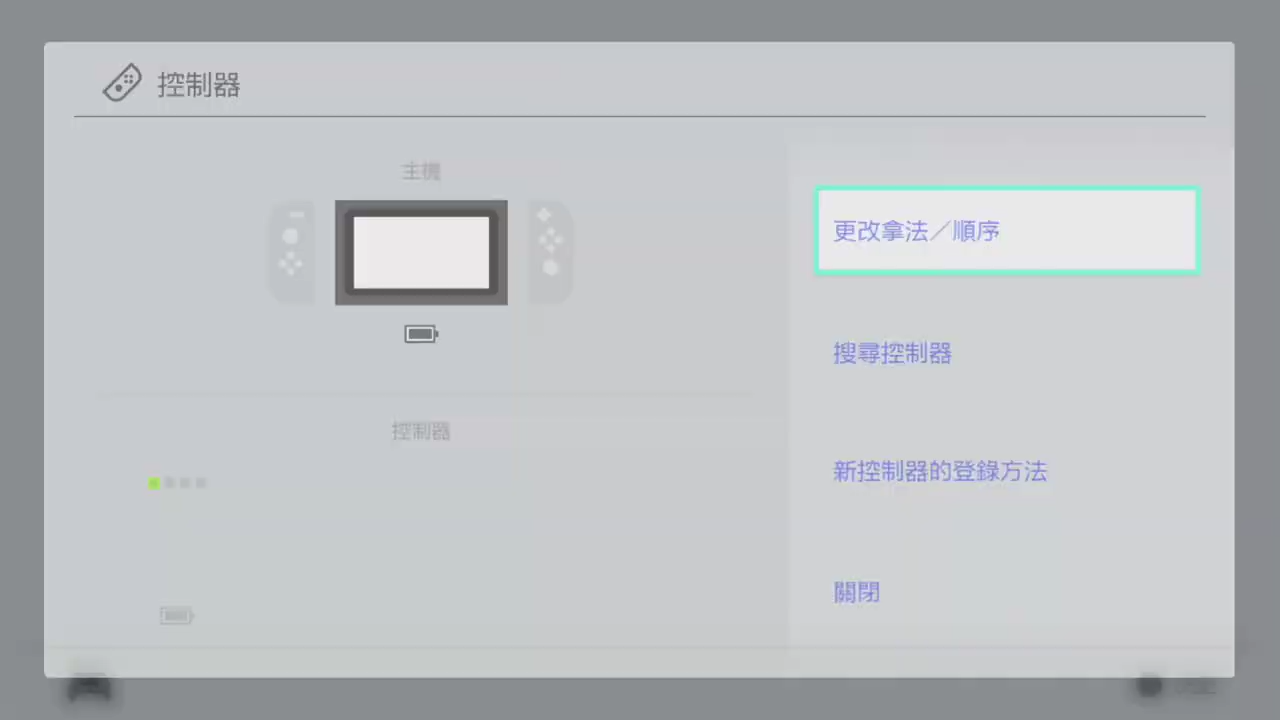 控制器
主機
更改拿法／順序
搜尋控制器
控制器
新控制器的登錄方法
關閉